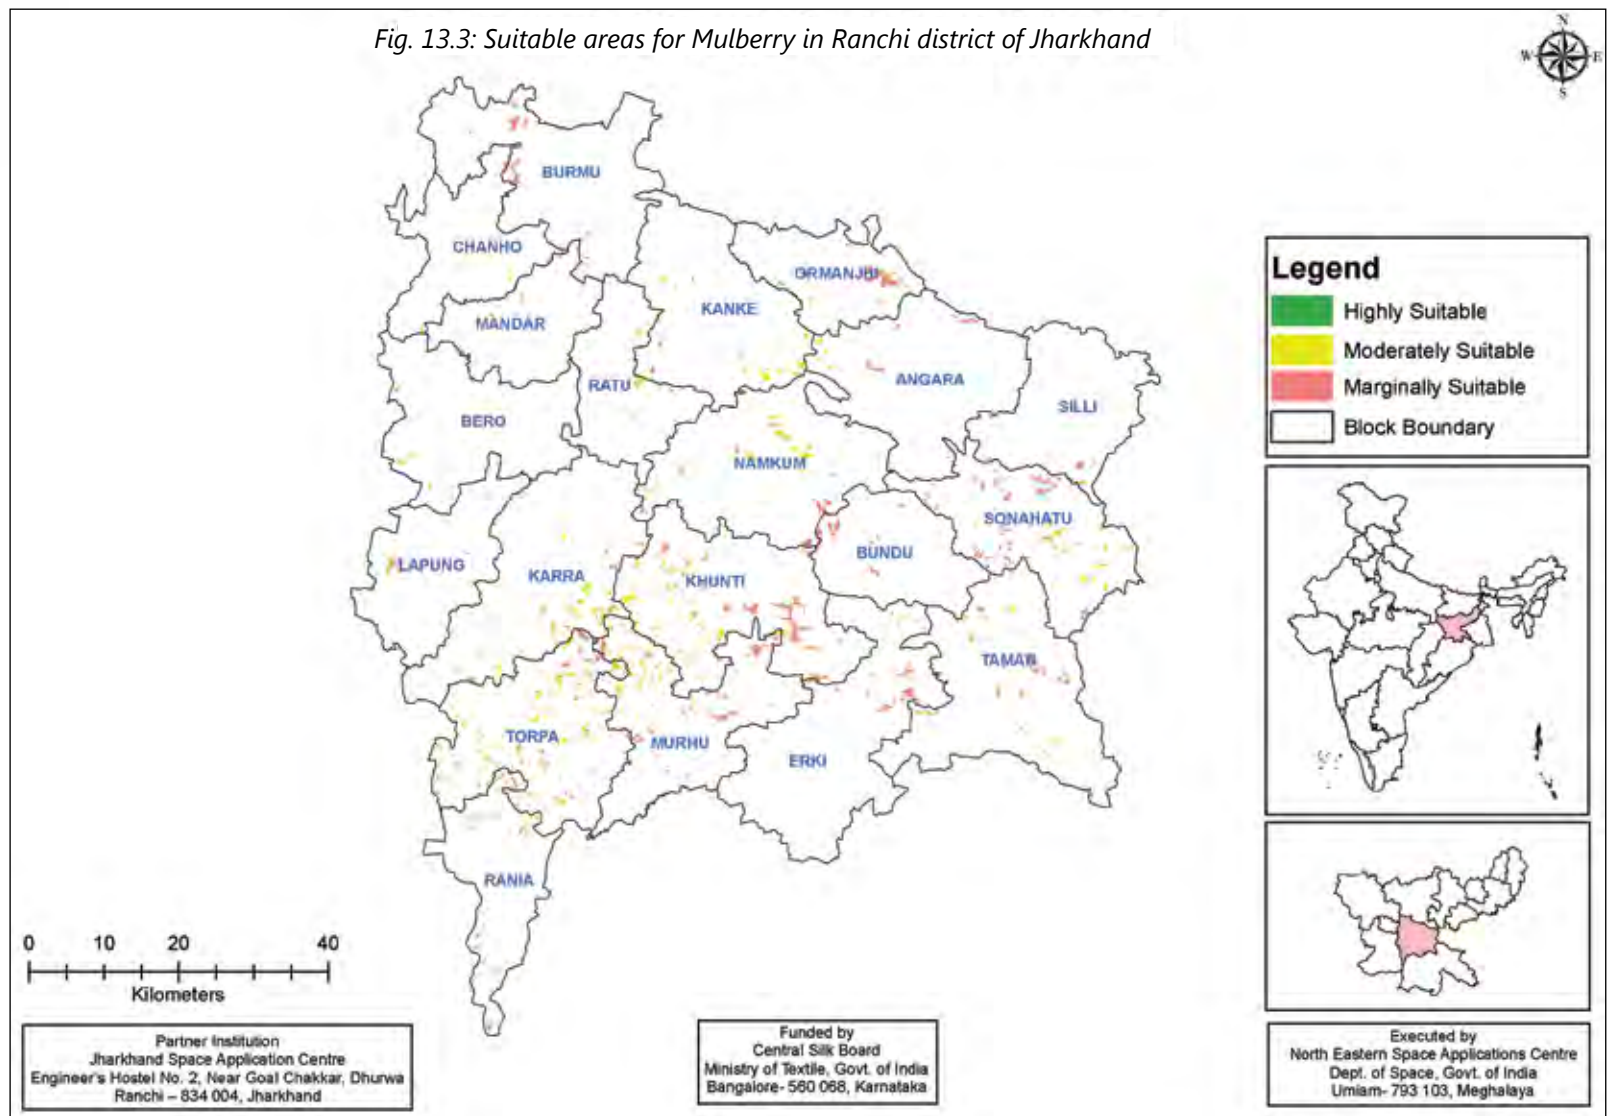 Fig. 13.3: Suitable areas for Mulberry in Ranchi district of Jharkhand
N
W
E
S
BURMU
CHANHO
ORMANJHI
KANKE
MANDAR
RATU
ANGARA
SILLI
BERO
NAMKUM
SONAHATU
BUNDU
LAPUNG
KARRA
KHUNTI
TAMAR
TORPA
MURHU
ERKI
RANIA
Legend
Highly Suitable
Moderately Suitable
Marginally Suitable
Block Boundary
0 10 20 40
Kilometers
Partner Institution
Jharkhand Space Application Centre
Engineer's Hostel No. 2, Near Goal Chakkar, Dhurwa
Ranchi – 834 004, Jharkhand
Funded by
Central Silk Board
Ministry of Textile, Govt. of India
Bangalore- 560 068, Karnataka
Executed by
North Eastern Space Applications Centre
Dept. of Space, Govt. of India
Umiam- 793 103, Meghalaya